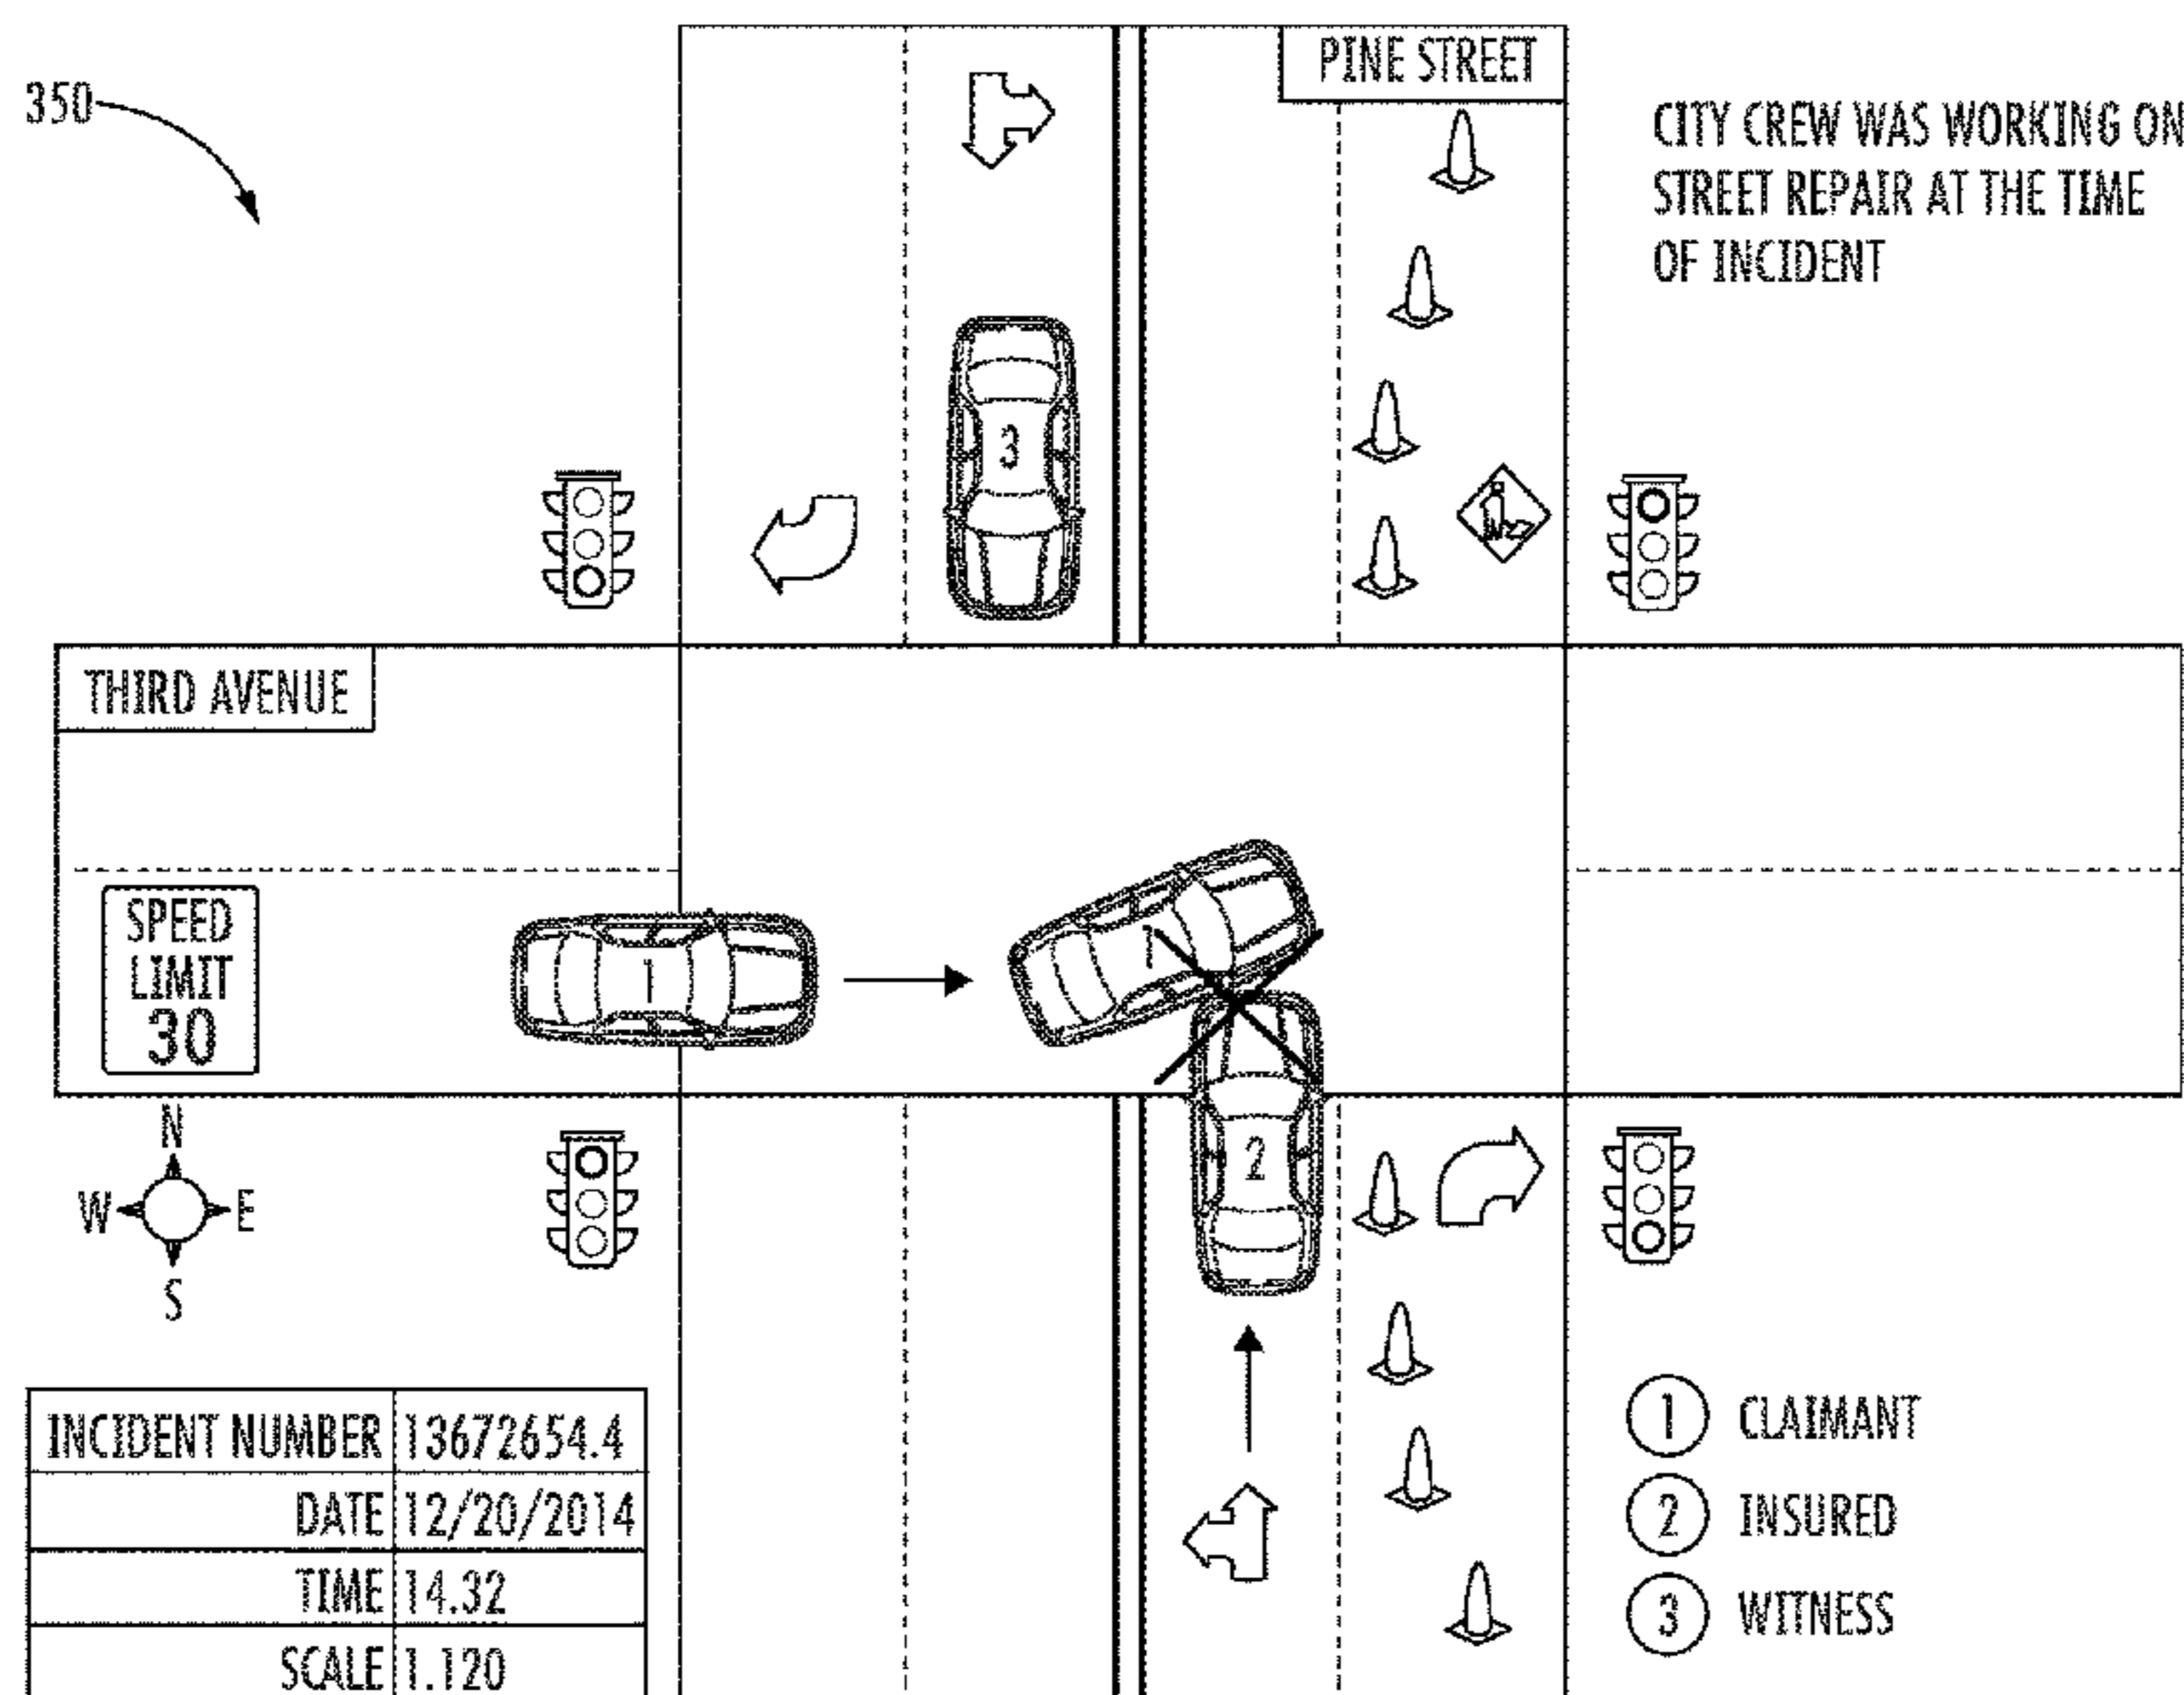 350
PINE STREET
CITY CREW WAS WORKING ON
STREET REPAIR AT THE TIME
OF INCIDENT
3
THIRD AVENUE
SPEED
LIMIT
30
1
1
2
N
W E
S
INCIDENT NUMBER 13672654.4
DATE 12/20/2014
TIME 14.32
SCALE 1.120
1 CLAIMANT
2 INSURED
3 WITNESS